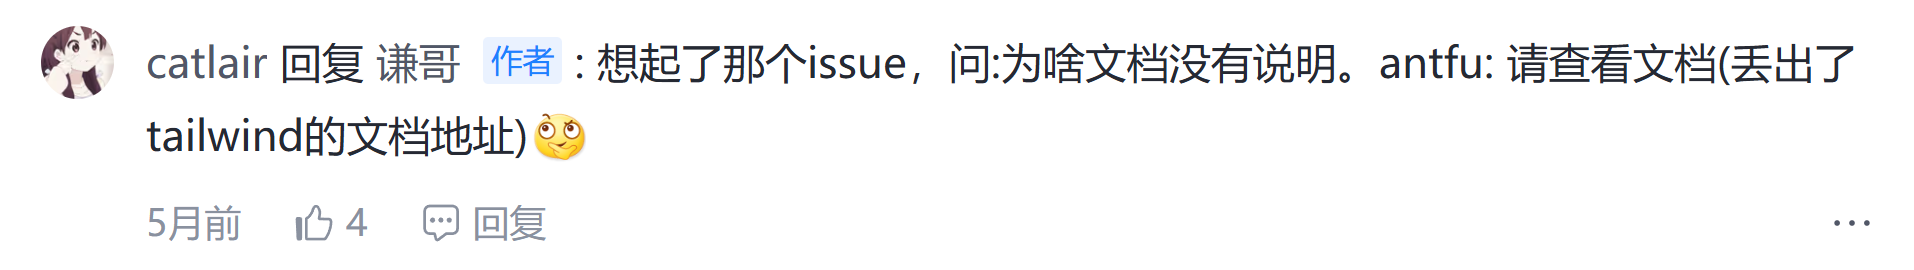 catlair 回复 谦哥 作者 : 想起了那个issue，问:为啥文档没有说明。antfu: 请查看文档(丢出了
tailwind的文档地址)🤔
5月前 4 回复